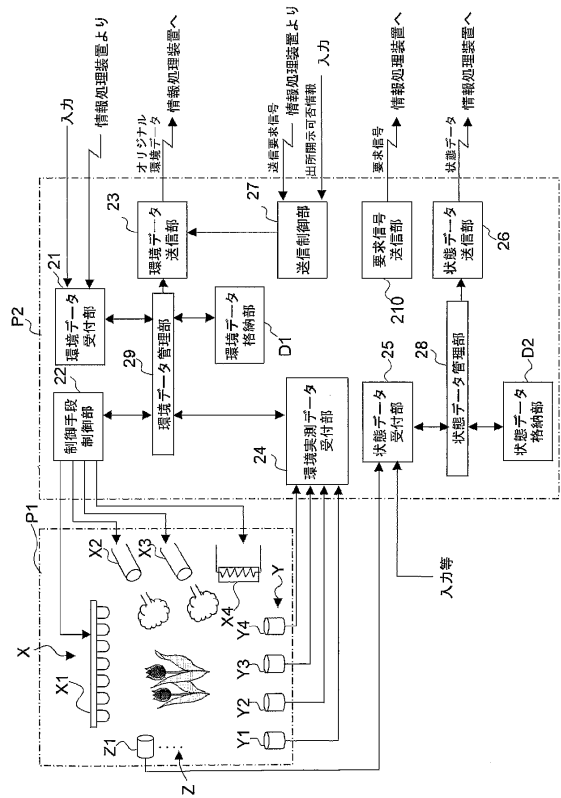 P2
入力
情報処理装置より
21
環境データ
受付部
22
制御手段
制御部
29
環境データ管理部
23
環境データ
送信部
オリジナル
環境データ
情報処理装置へ
環境データ
格納部
D1
送信要求信号
情報処理装置より
出所開示可否情報
入力
27
送信制御部
24
環境実測データ
受付部
要求信号
送信部
210
要求信号
情報処理装置へ
25
状態データ
受付部
28
状態データ管理部
状態データ
送信部
26
状態データ
情報処理装置へ
D2
状態データ
格納部
入力等
P1
X
X1
X2
X3
X4
Y
Y4
Y3
Y2
Y1
Z1
Z